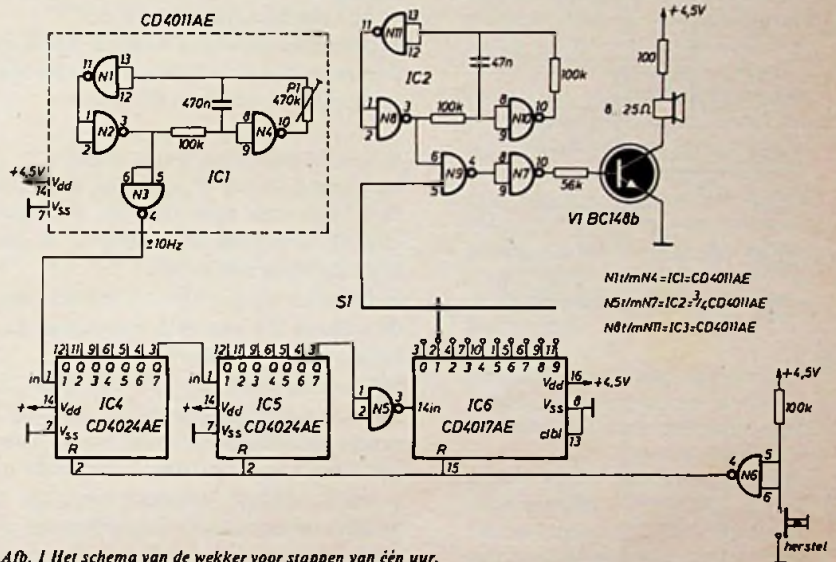 CD4011AE
11 N1 13
12
P1
470k
470n
1
2
N2 3
100k
8
9
N4 10
IC1
+4,5V
14 Vdd
7 Vss
6 5
N3
4
±10Hz
11 N11 13
12
IC2
47n
100k
1
2
N8 3
100k
8
9
N10 10
6
5
N9 4
8
9
N7 10
56k
+4,5V
100
8...25Ω
V1 BC148b
N1t/mN4=IC1=CD4011AE
N5t/mN7=IC2=¾CD4011AE
N8t/mN11=IC3=CD4011AE
S1
12 11 9 6 5 4 3
Q Q Q Q Q Q Q
1 2 3 4 5 6 7
in 1
+ 14 Vdd
7 Vss
IC4
CD4024AE
R
2
12 11 9 6 5 4 3
Q Q Q Q Q Q Q
1 2 3 4 5 6 7
in 1
+ 14 Vdd
7 Vss
IC5
CD4024AE
R
2
1
2
N5 3
3 2 4 7 10 1 5 6 9 11
0 1 2 3 4 5 6 7 8 9
14 in
IC6
CD4017AE
Vdd 16 +4,5V
Vss 8
clbl 13
R
15
+4,5V
100k
4 N6 5
6
herstel
Afb. 1 Het schema van de wekker voor stappen van één uur.